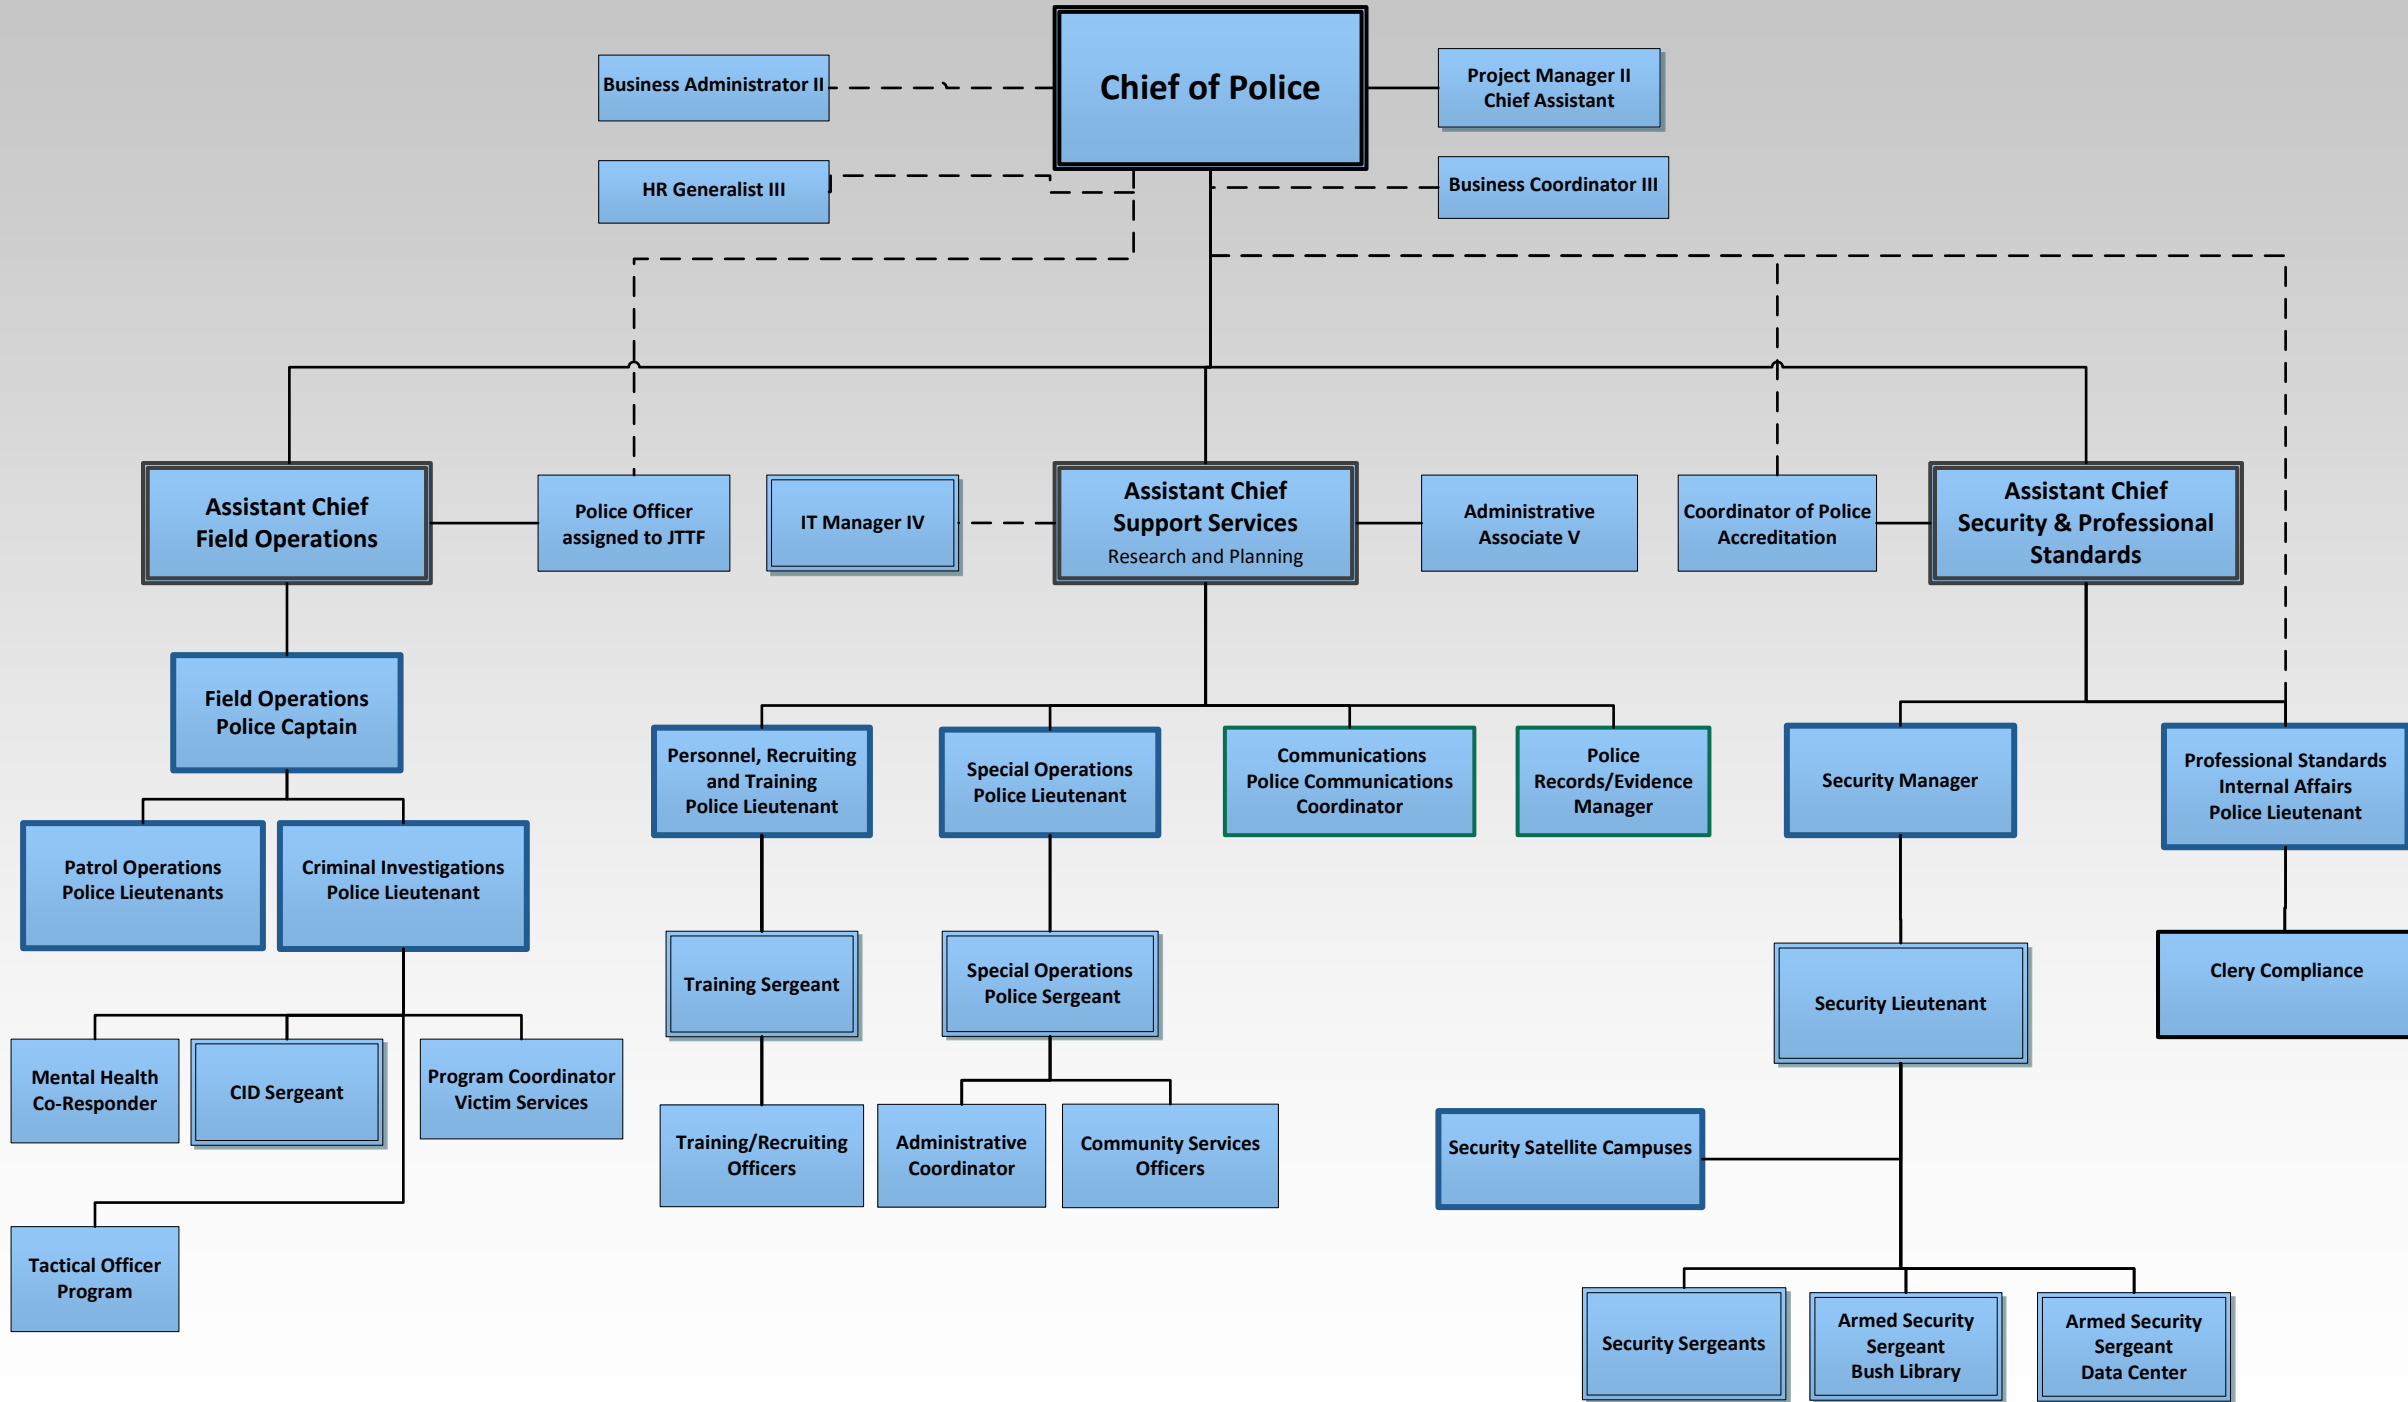 Chief of Police
Business Administrator II
Project Manager II
Chief Assistant
HR Generalist III
Business Coordinator III
Assistant Chief
Field Operations
Police Officer
assigned to JTTF
IT Manager IV
Assistant Chief
Support Services
Research and Planning
Administrative
Associate V
Coordinator of Police
Accreditation
Assistant Chief
Security & Professional
Standards
Field Operations
Police Captain
Personnel, Recruiting
and Training
Police Lieutenant
Special Operations
Police Lieutenant
Communications
Police Communications
Coordinator
Police
Records/Evidence
Manager
Security Manager
Professional Standards
Internal Affairs
Police Lieutenant
Patrol Operations
Police Lieutenants
Criminal Investigations
Police Lieutenant
Training Sergeant
Special Operations
Police Sergeant
Security Lieutenant
Clery Compliance
Mental Health
Co-Responder
CID Sergeant
Program Coordinator
Victim Services
Training/Recruiting
Officers
Administrative
Coordinator
Community Services
Officers
Security Satellite Campuses
Tactical Officer
Program
Security Sergeants
Armed Security
Sergeant
Bush Library
Armed Security
Sergeant
Data Center